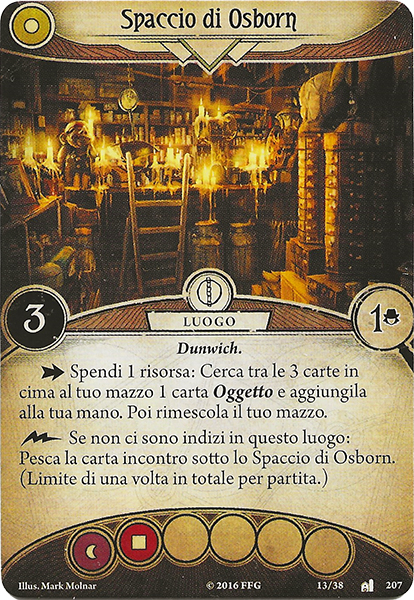 Spaccio di Osborn
3
LUOGO
1
Dunwich.
Spendi 1 risorsa: Cerca tra le 3 carte in
cima al tuo mazzo 1 carta Oggetto e aggiungila
alla tua mano. Poi rimescola il tuo mazzo.
Se non ci sono indizi in questo luogo:
Pesca la carta incontro sotto lo Spaccio di Osborn.
(Limite di una volta in totale per partita.)
Illus. Mark Molnar © 2016 FFG 13/38 207